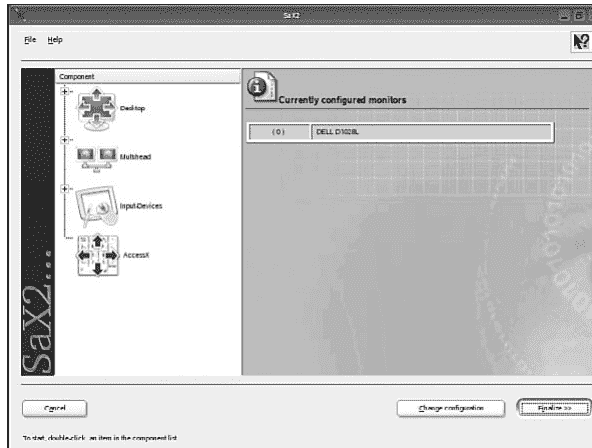 SaX2
File Help
Component
Desktop
Multihead
Input-Devices
AccessX
Currently configured monitors
(0) DELL D1028L
SaX2...
Cancel
Change configuration
Finalize >>
To start, double-click an item in the component list